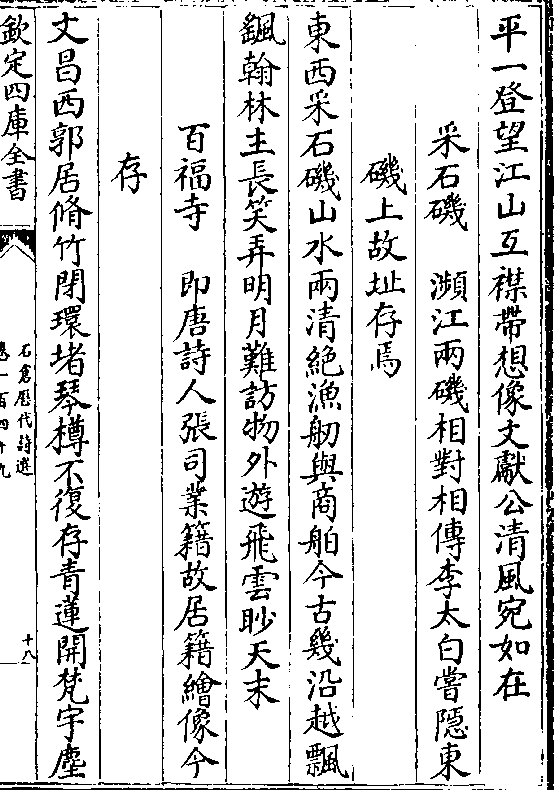 平一登望江山互襟帶想像文獻公清風宛如在
采石磯　瀕江兩磯相對相傳李太白嘗隱東
磯上故址存焉
東西采石磯山水兩清絶漁舠與商舶今古幾沿越飄
飄翰林主長笑弄明月難訪物外遊飛雲眇天末
百福寺　即唐詩人張司業籍故居籍繪像今
存
文昌西郭居脩竹閉環堵琴樽不復存青蓮開梵宇塵
欽定四庫全書
石倉歷代詩選
卷一百四十九
十八